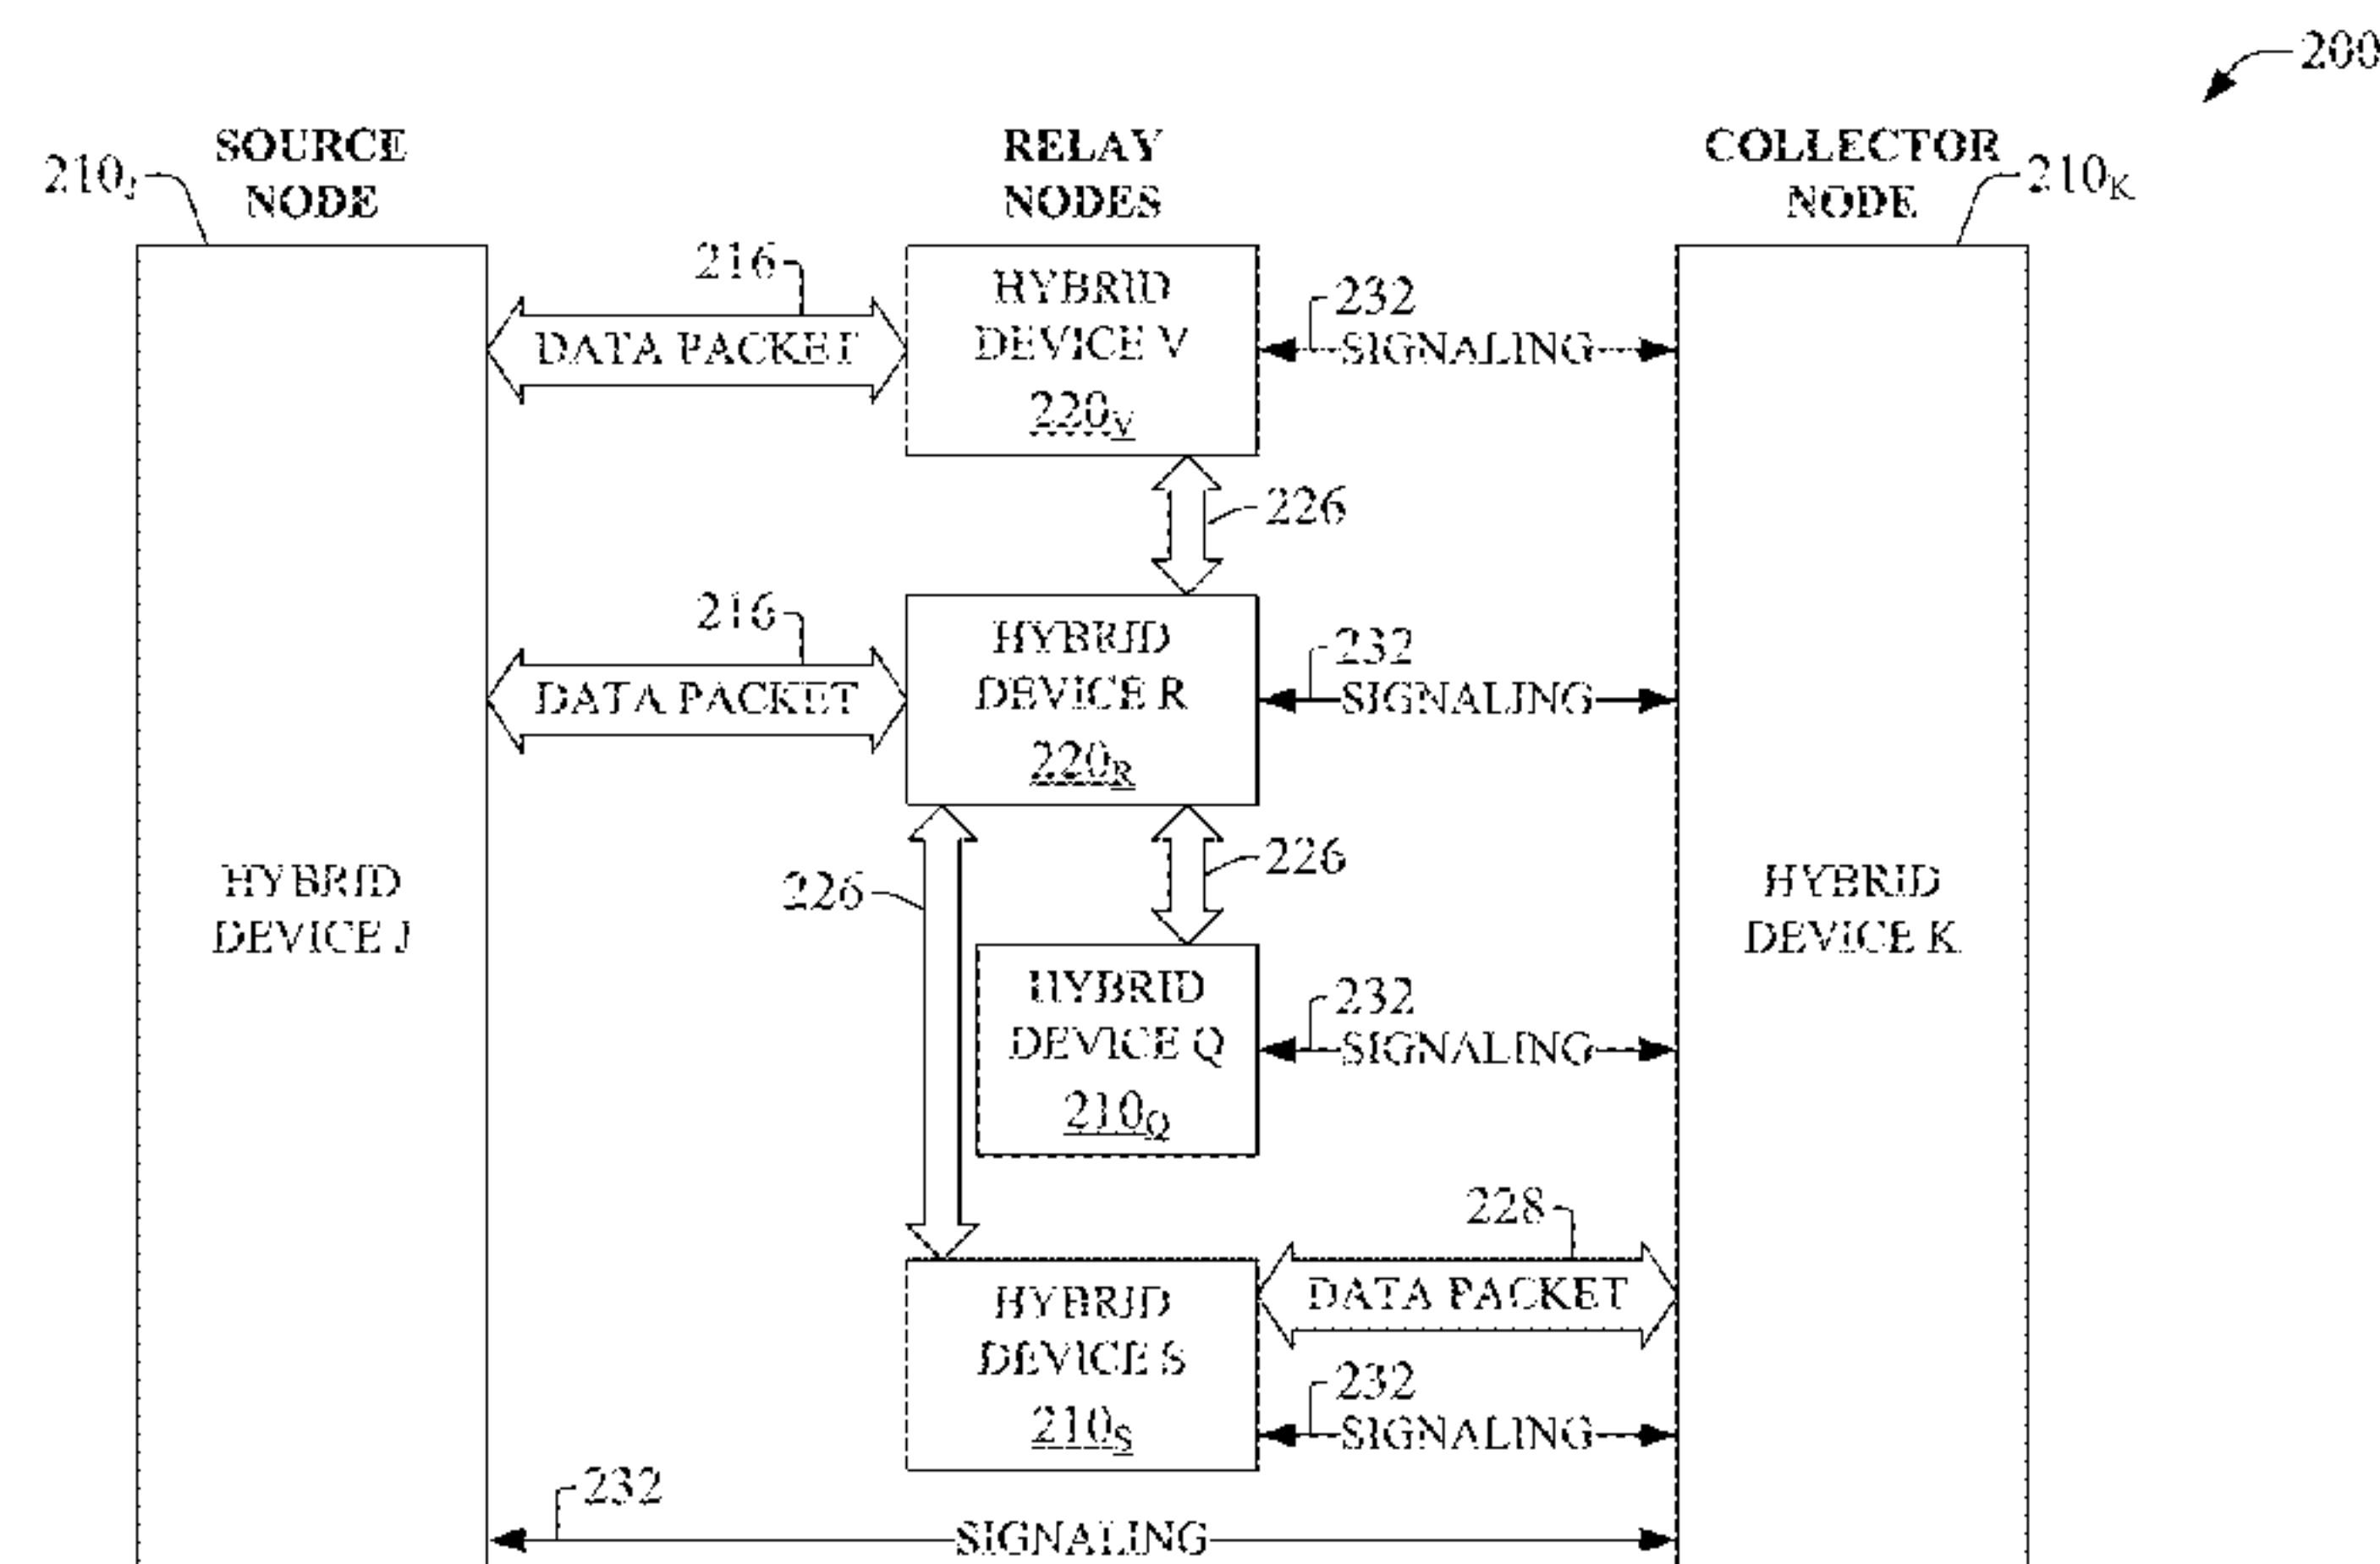 200
SOURCE
NODE
RELAY
NODES
COLLECTOR
NODE
210J
210K
216
DATA PACKET
HYBRID
DEVICE V
220V
232
SIGNALING
226
216
DATA PACKET
HYBRID
DEVICE R
220R
232
SIGNALING
226
226
HYBRID
DEVICE J
HYBRID
DEVICE K
HYBRID
DEVICE Q
210Q
232
SIGNALING
228
DATA PACKET
HYBRID
DEVICE S
210S
232
SIGNALING
232
SIGNALING